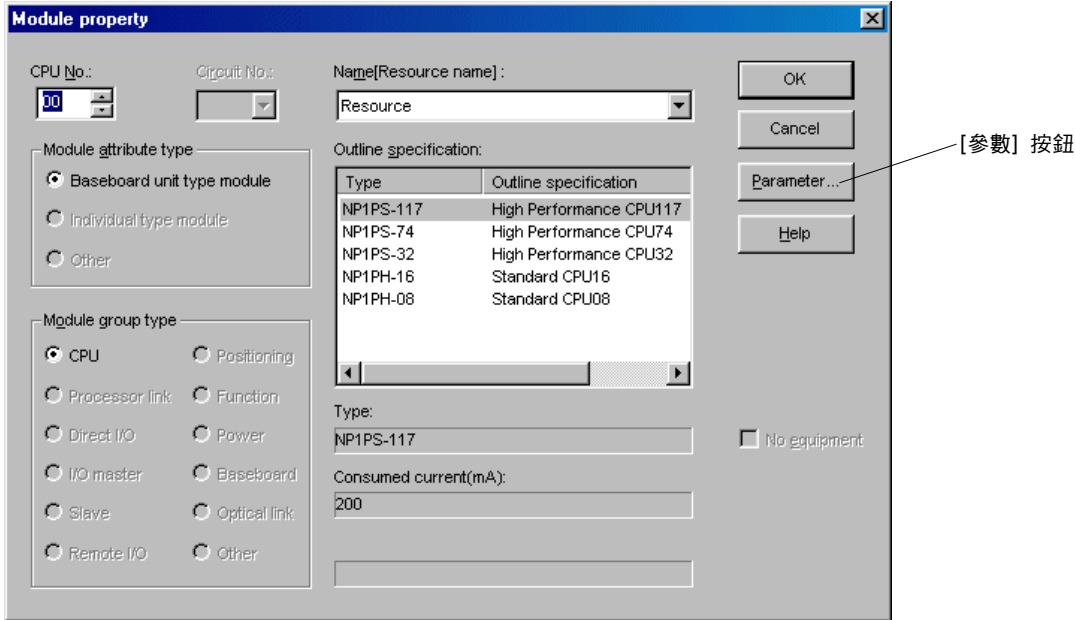 Module property
CPU No.:
Circuit No.:
00
Module attribute type
Baseboard unit type module
Individual type module
Other
Module group type
CPU
Positioning
Processor link
Function
Direct I/O
Power
I/O master
Baseboard
Slave
Optical link
Remote I/O
Other
Name[Resource name] :
Resource
Outline specification:
Type Outline specification
NP1PS-117 High Performance CPU117
NP1PS-74 High Performance CPU74
NP1PS-32 High Performance CPU32
NP1PH-16 Standard CPU16
NP1PH-08 Standard CPU08
Type:
NP1PS-117
Consumed current(mA):
200
OK
Cancel
Parameter...
Help
No equipment
[參數] 按鈕